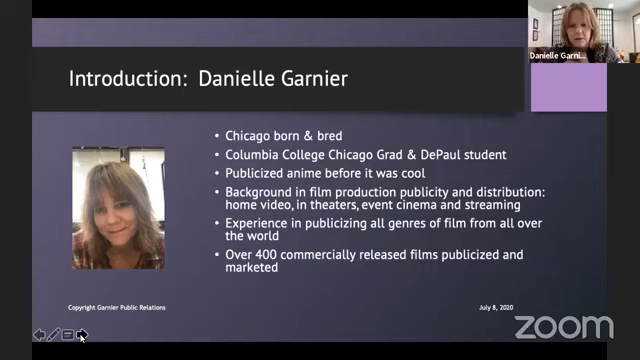 Danielle Garni...
Introduction: Danielle Garnier
• Chicago born & bred
• Columbia College Chicago Grad & DePaul student
• Publicized anime before it was cool
• Background in film production publicity and distribution:
home video, in theaters, event cinema and streaming
• Experience in publicizing all genres of film from all over
the world
• Over 400 commercially released films publicized and
marketed
Copyright Garnier Public Relations
July 8, 2020
zoom